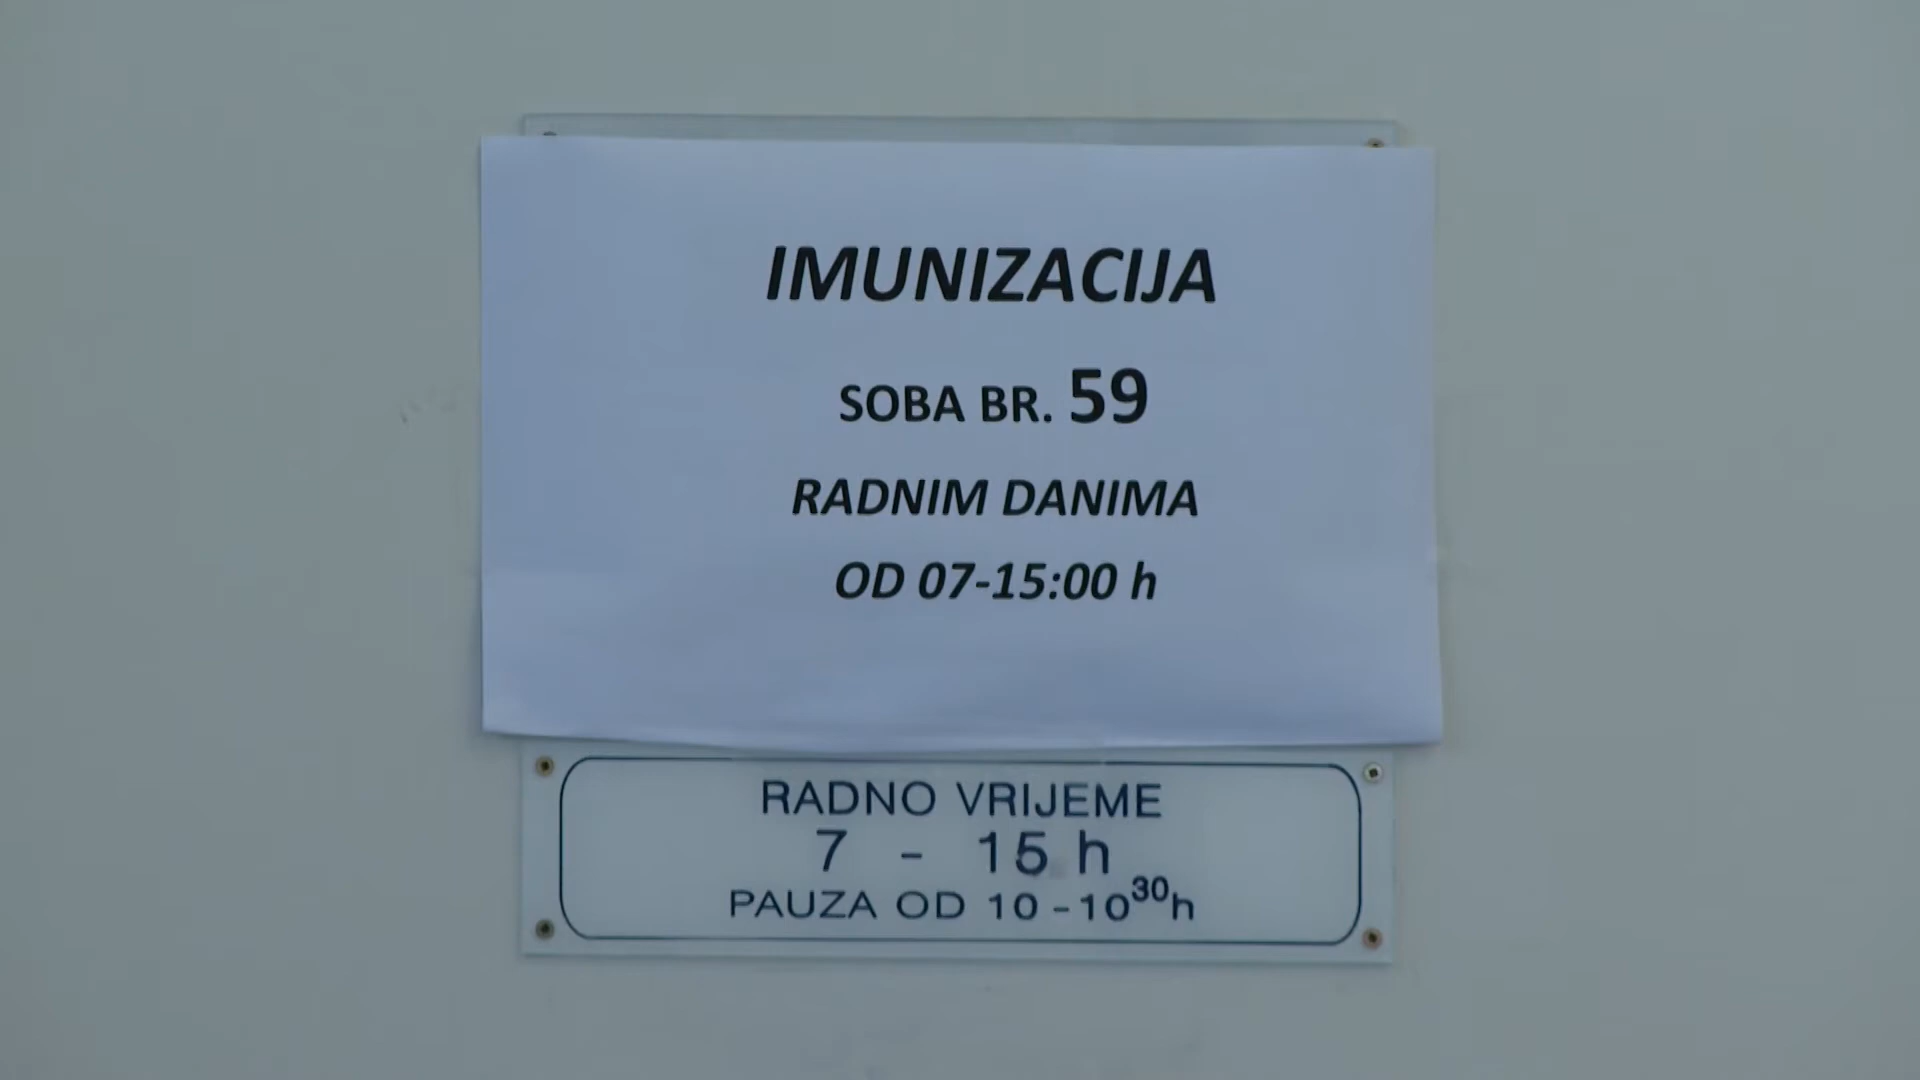 IMUNIZACIJA
SOBA BR. 59
RADNIM DANIMA
OD 07-15:00 h
RADNO VRIJEME
7 - 15 h
PAUZA OD 10 - 10³⁰h